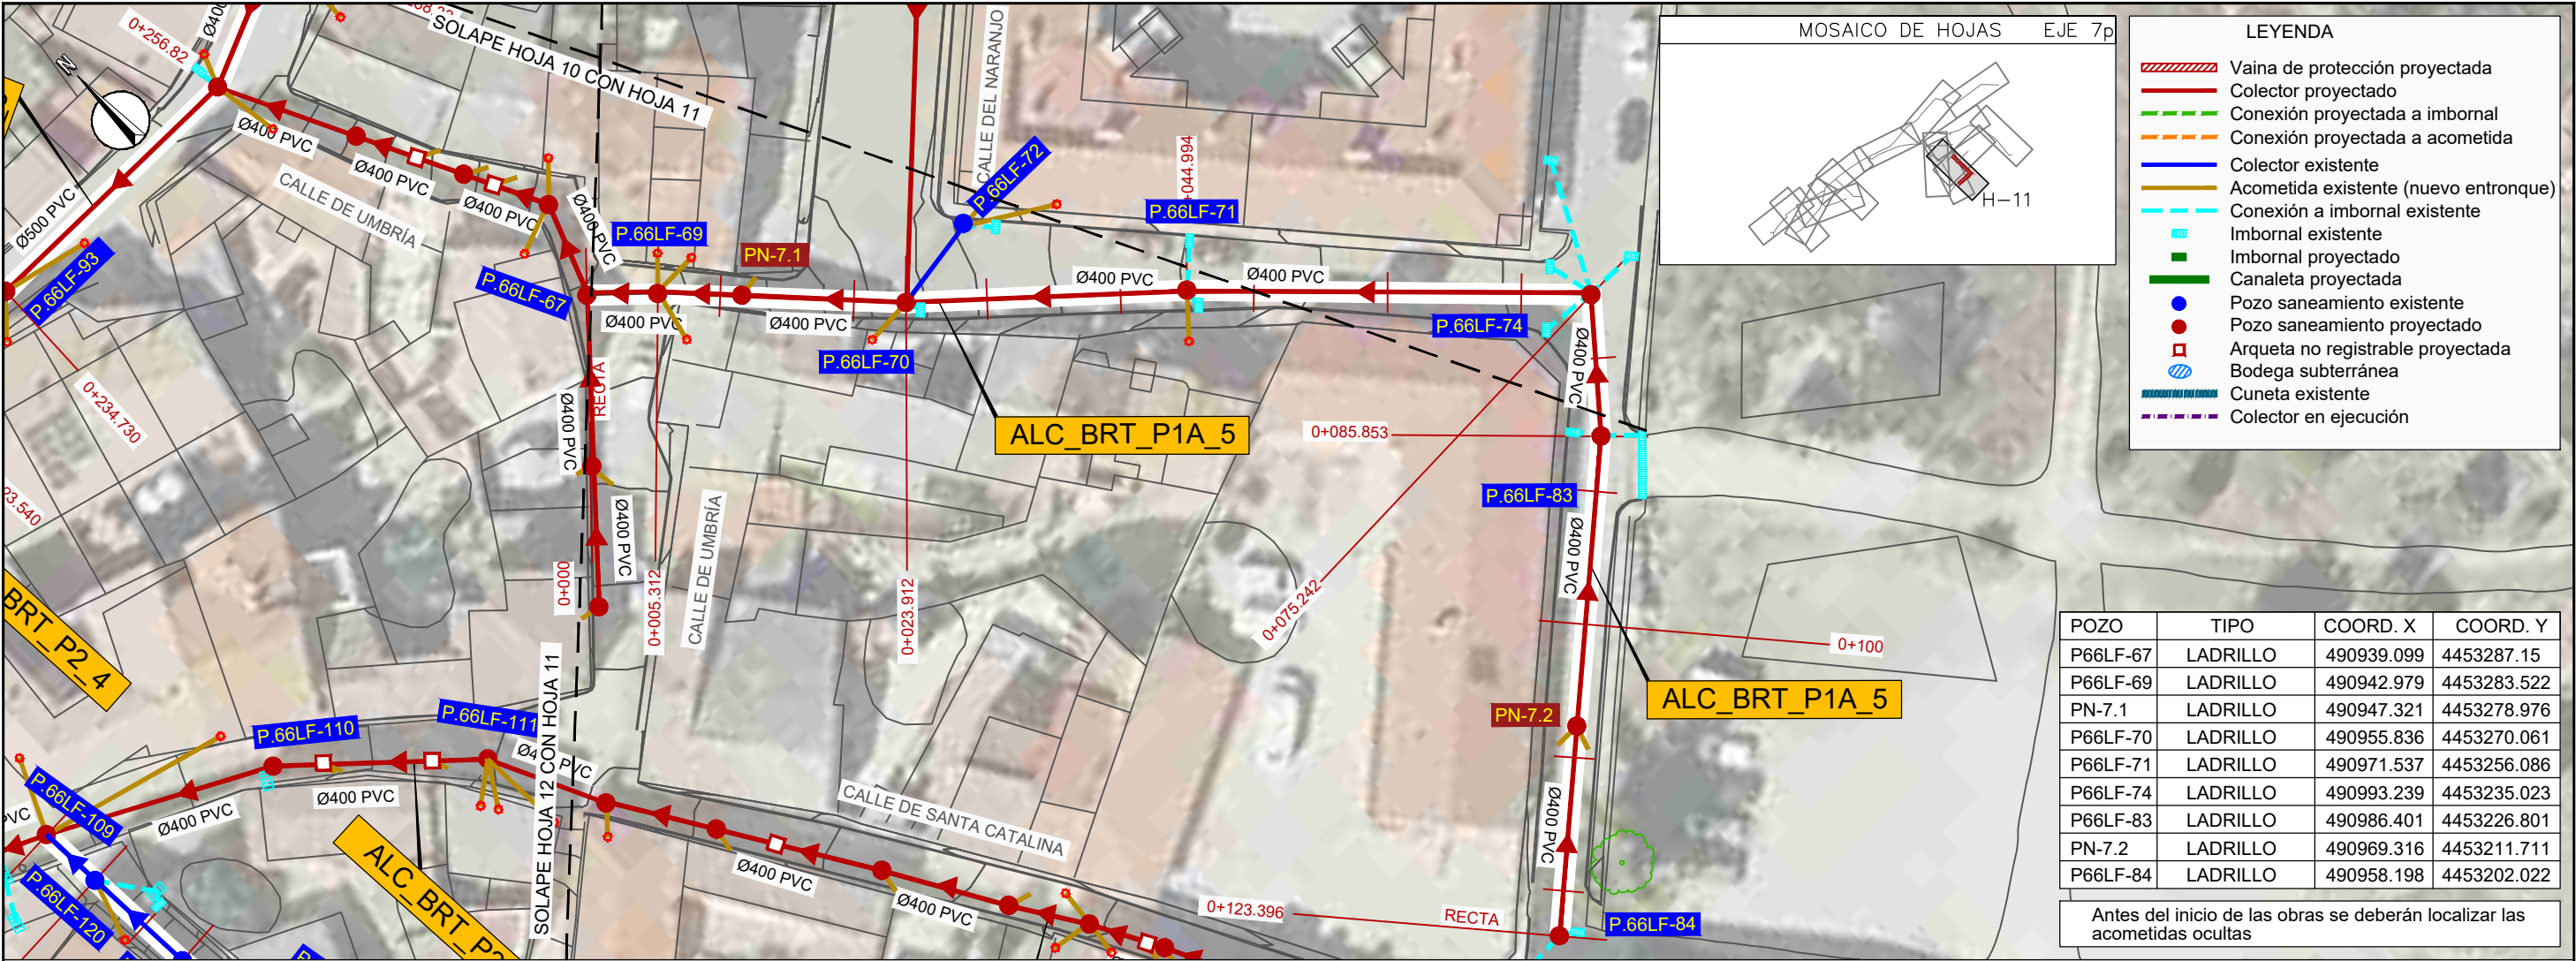 MOSAICO DE HOJAS EJE 7p
H-11
LEYENDA
Vaina de protección proyectada
Colector proyectado
Conexión proyectada a imbornal
Conexión proyectada a acometida
Colector existente
Acometida existente (nuevo entronque)
Conexión a imbornal existente
Imbornal existente
Imbornal proyectado
Canaleta proyectada
Pozo saneamiento existente
Pozo saneamiento proyectado
Arqueta no registrable proyectada
Bodega subterránea
Cuneta existente
Colector en ejecución
0+256.82
Ø400
SOLAPE HOJA 10 CON HOJA 11
N
CALLE DEL NARANJO
Ø400 PVC
Ø400 PVC
Ø400 PVC
Ø400 PVC
CALLE DE UMBRÍA
Ø500 PVC
P.66LF-93
P.66LF-67
P.66LF-69
PN-7.1
P.66LF-72
+044.994
P.66LF-71
Ø400 PVC
Ø400 PVC
Ø400 PVC
Ø400 PVC
P.66LF-70
P.66LF-74
Ø400 PVC
ALC_BRT_P1A_5
0+085.853
P.66LF-83
Ø400 PVC
0+234.730
23.540
RECTA
Ø400 PVC
Ø400 PVC
0+000
0+005.312
CALLE DE UMBRÍA
0+023.912
0+075.242
0+100
ALC_BRT_P1A_5
PN-7.2
Ø400 PVC
BRT_P2_4
P.66LF-110
P.66LF-111
SOLAPE HOJA 12 CON HOJA 11
PVC
P.66LF-109
Ø400 PVC
Ø400 PVC
PVC
ALC_BRT_P2
P.66LF-120
CALLE DE SANTA CATALINA
Ø400 PVC
Ø400 PVC
0+123.396
RECTA
P.66LF-84
POZO TIPO COORD. X COORD. Y
P66LF-67 LADRILLO 490939.099 4453287.15
P66LF-69 LADRILLO 490942.979 4453283.522
PN-7.1 LADRILLO 490947.321 4453278.976
P66LF-70 LADRILLO 490955.836 4453270.061
P66LF-71 LADRILLO 490971.537 4453256.086
P66LF-74 LADRILLO 490993.239 4453235.023
P66LF-83 LADRILLO 490986.401 4453226.801
PN-7.2 LADRILLO 490969.316 4453211.711
P66LF-84 LADRILLO 490958.198 4453202.022
Antes del inicio de las obras se deberán localizar las
acometidas ocultas